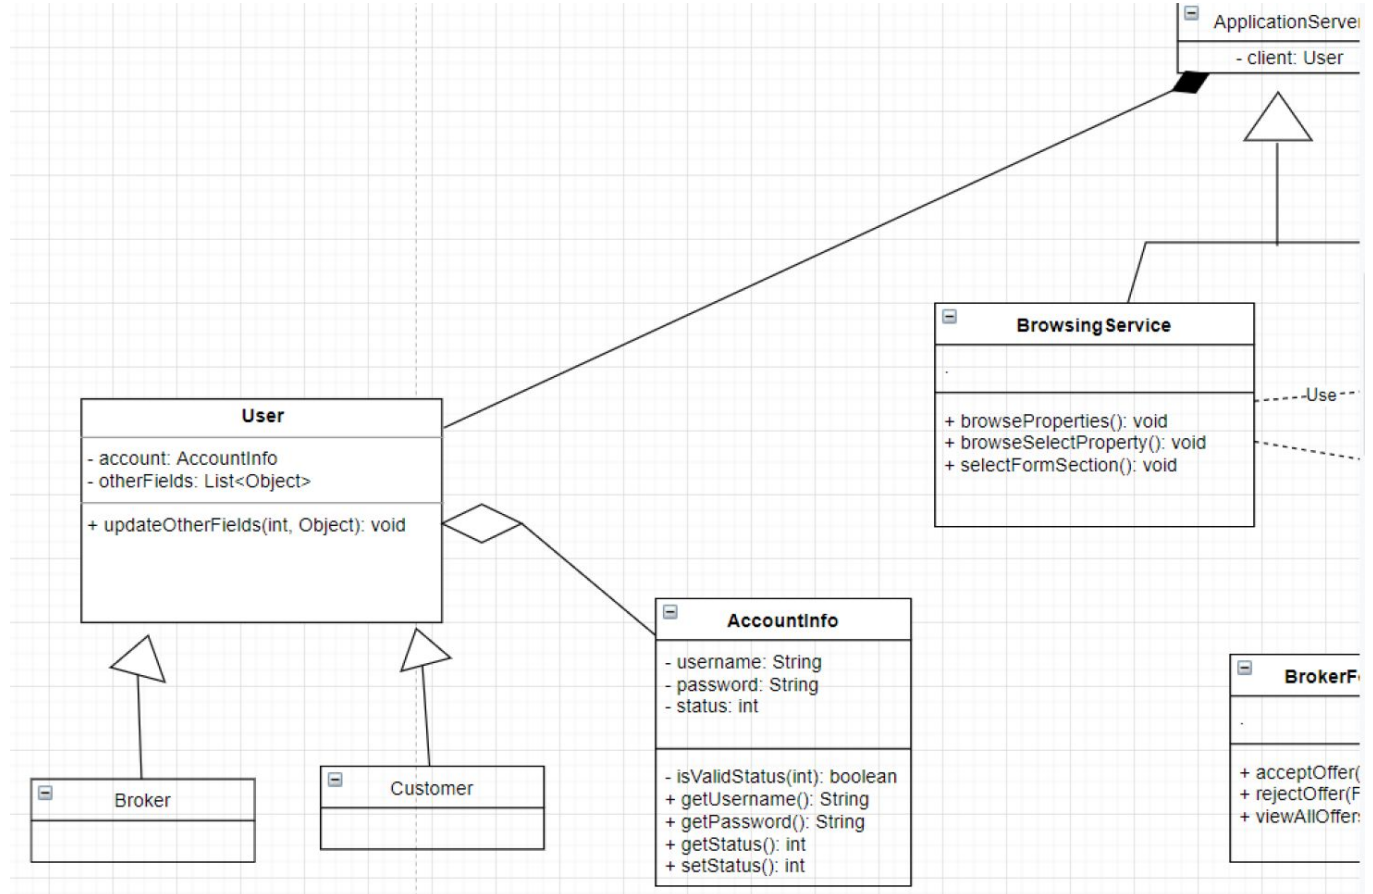 ApplicationServe
- client: User
BrowsingService
.
+ browseProperties(): void
+ browseSelectProperty(): void
+ selectFormSection(): void
Use
User
- account: AccountInfo
- otherFields: List<Object>
+ updateOtherFields(int, Object): void
AccountInfo
- username: String
- password: String
- status: int
- isValidStatus(int): boolean
+ getUsername(): String
+ getPassword(): String
+ getStatus(): int
+ setStatus(): int
Broker
Customer
BrokerF
.
+ acceptOffer(
+ rejectOffer(F
+ viewAllOffers